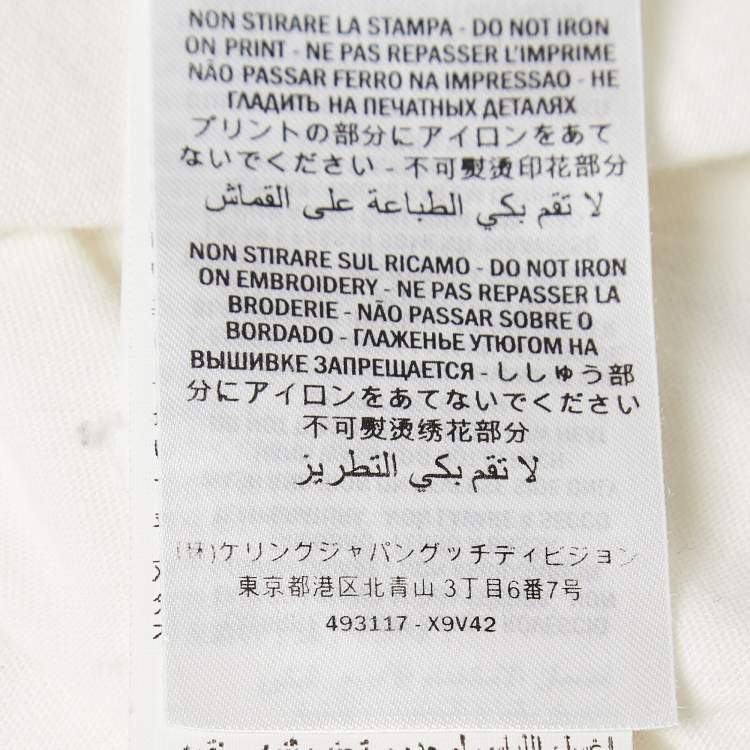 NON STIRARE LA STAMPA - DO NOT IRON
ON PRINT - NE PAS REPASSER L'IMPRIME
NÃO PASSAR FERRO NA IMPRESSAO - НЕ
ГЛАДИТЬ НА ПЕЧАТНЫХ ДЕТАЛЯХ
プリントの部分にアイロンをあて
ないでください - 不可熨烫印花部分
لا تقم بكي الطباعة على القماش
NON STIRARE SUL RICAMO - DO NOT IRON
ON EMBROIDERY - NE PAS REPASSER LA
BRODERIE - NÃO PASSAR SOBRE O
BORDADO - ГЛАЖЕНЬЕ УТЮГОМ НА
ВЫШИВКЕ ЗАПРЕЩАЕТСЯ - ししゅう部
分にアイロンをあてないでください
不可熨烫绣花部分
لا تقم بكي التطريز
(株)ケリングジャパングッチディビジョン
東京都港区北青山 3丁目6番7号
493117 - X9V42